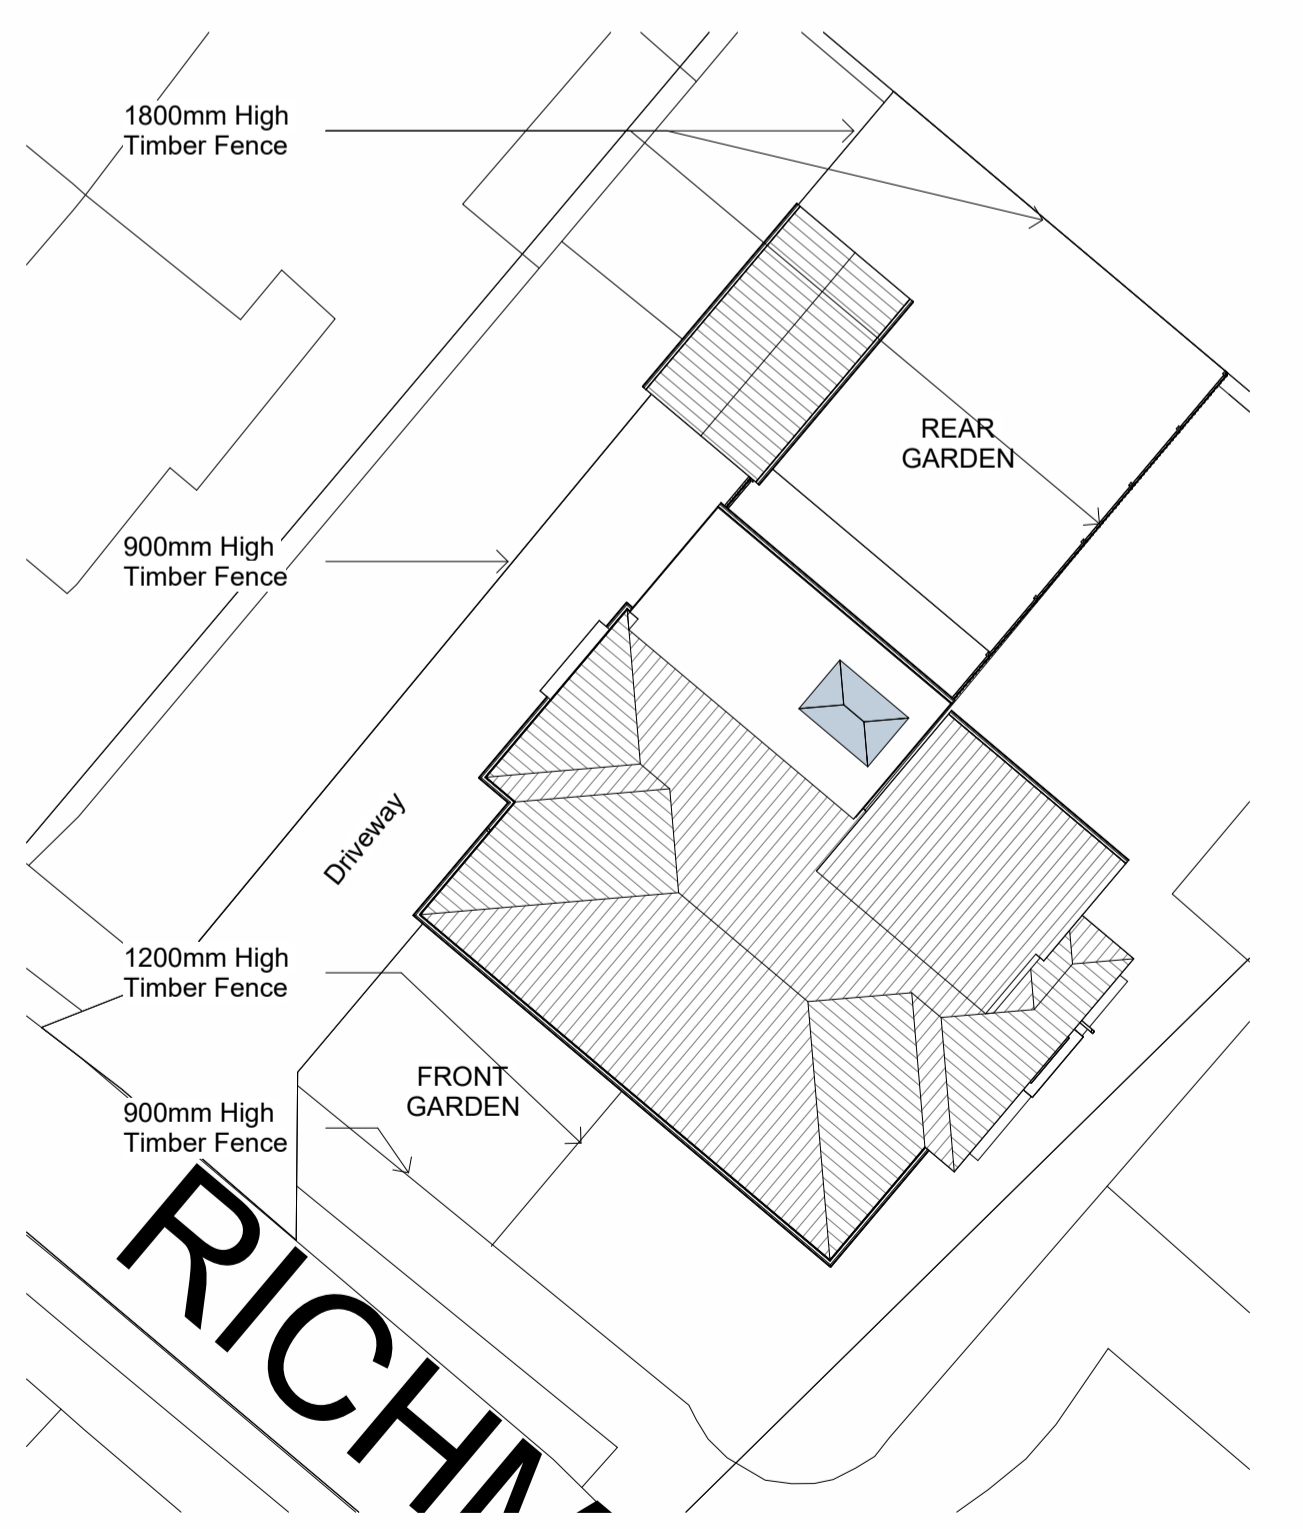 1800mm High
Timber Fence
REAR
GARDEN
900mm High
Timber Fence
Driveway
1200mm High
Timber Fence
FRONT
GARDEN
900mm High
Timber Fence
RICHM